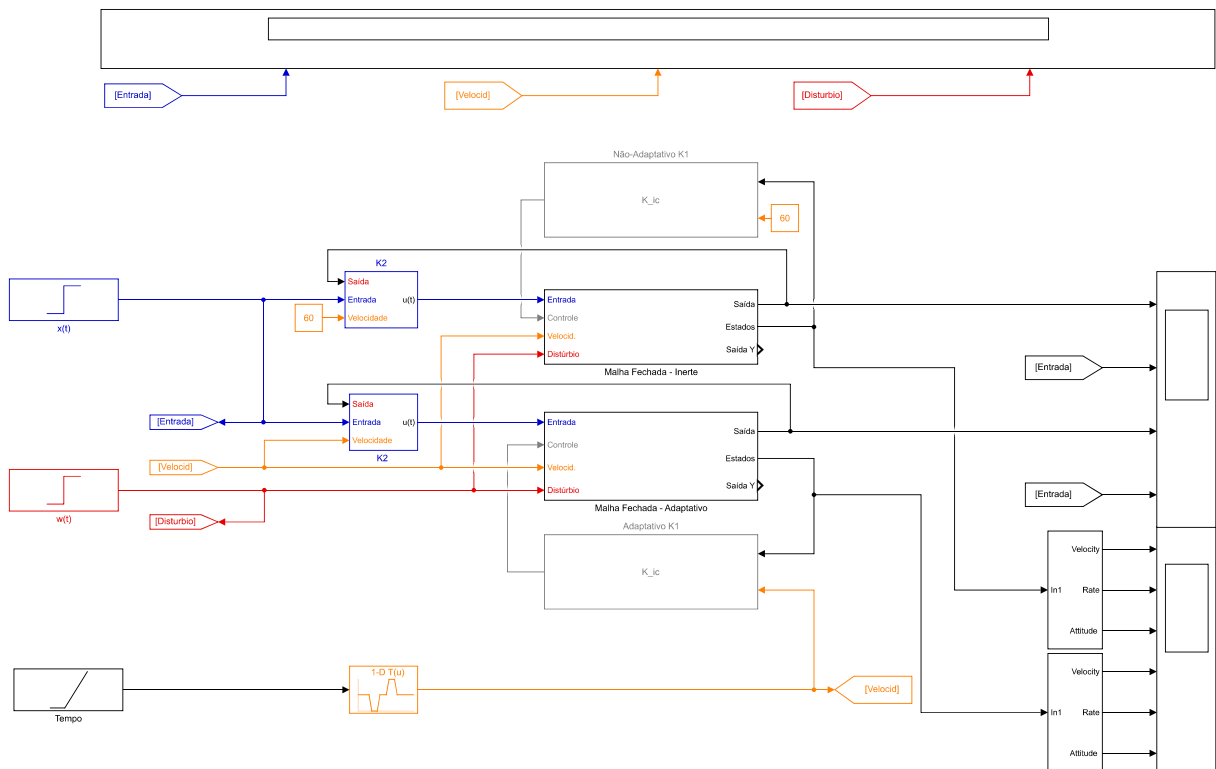 [Entrada]
[Velocid]
[Disturbio]
Não-Adaptativo K1
K_ic
60
K2
Saída
Entrada
u(t)
60
Velocidade
x(t)
Entrada
Controle
Velocid.
Distúrbio
Saída
Estados
Saída Y
Malha Fechada - Inerte
[Entrada]
Saída
Entrada
u(t)
Velocidade
K2
[Entrada]
[Velocid]
Entrada
Controle
Velocid.
Distúrbio
Saída
Estados
Saída Y
Malha Fechada - Adaptativo
[Entrada]
w(t)
[Disturbio]
Adaptativo K1
K_ic
Velocity
In1
Rate
Attitude
1-D T(u)
[Velocid]
Tempo
Velocity
In1
Rate
Attitude